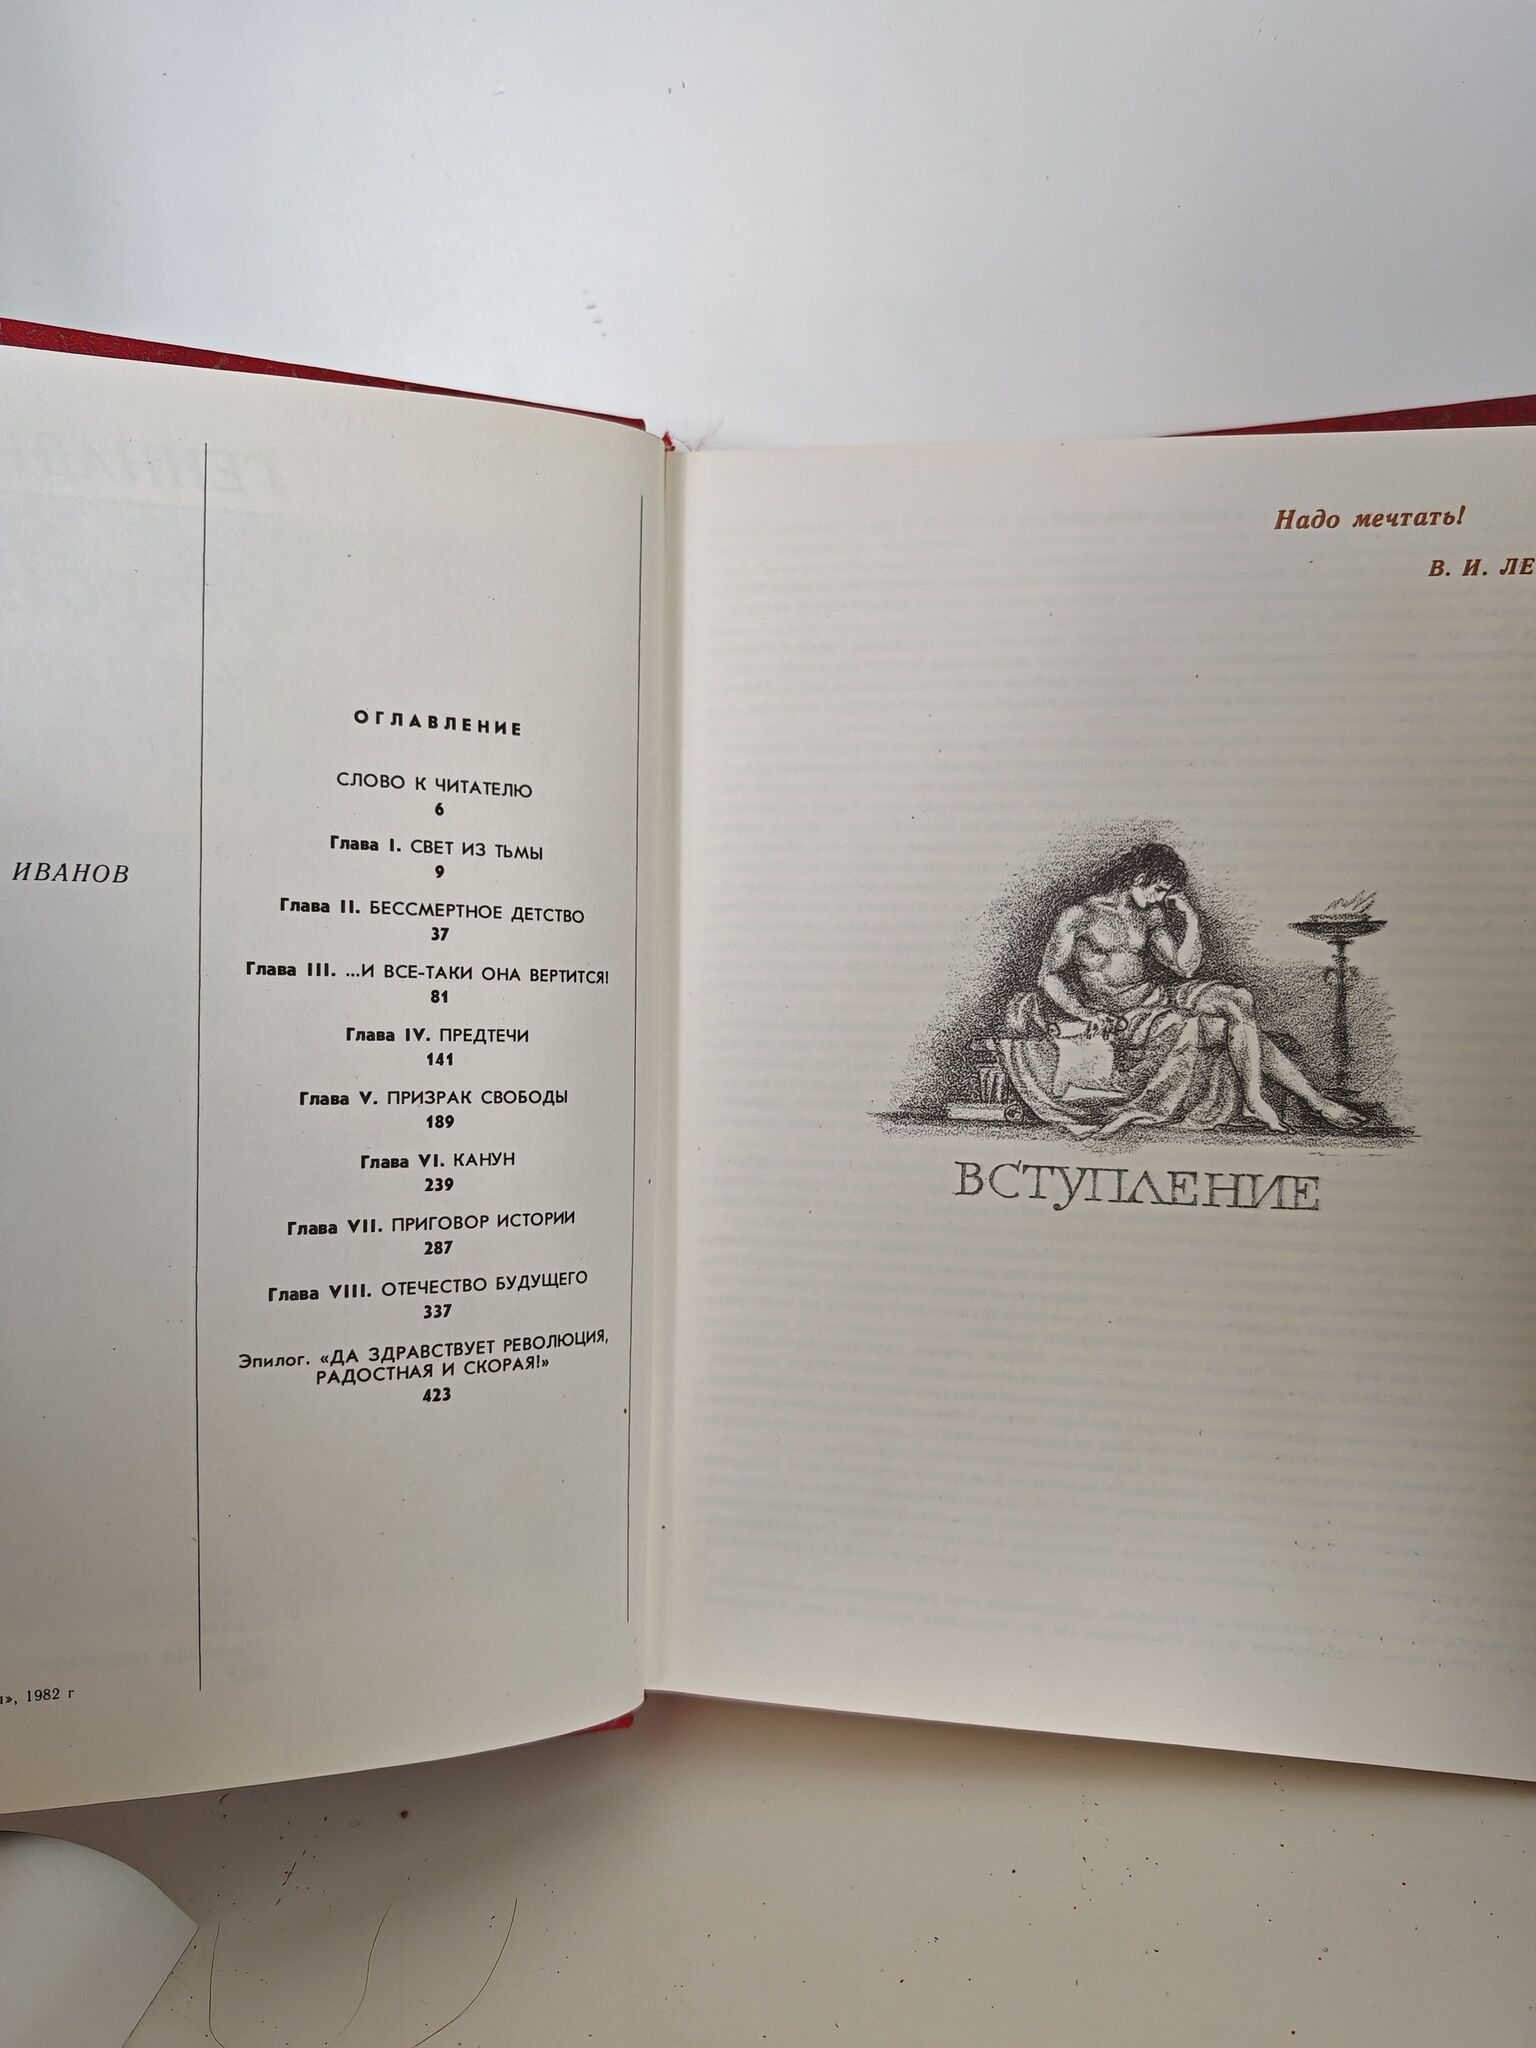 ИВАНОВ
1982 г
ОГЛАВЛЕНИЕ
СЛОВО К ЧИТАТЕЛЮ
6
Глава I. СВЕТ ИЗ ТЬМЫ
9
Глава II. БЕССМЕРТНОЕ ДЕТСТВО
37
Глава III. ...И ВСЕ-ТАКИ ОНА ВЕРТИТСЯ!
81
Глава IV. ПРЕДТЕЧИ
141
Глава V. ПРИЗРАК СВОБОДЫ
189
Глава VI. КАНУН
239
Глава VII. ПРИГОВОР ИСТОРИИ
287
Глава VIII. ОТЕЧЕСТВО БУДУЩЕГО
337
Эпилог. «ДА ЗДРАВСТВУЕТ РЕВОЛЮЦИЯ,
РАДОСТНАЯ И СКОРАЯ!»
423
Надо мечтать!
В. И. ЛЕ
ВСТУПЛЕНИЕ